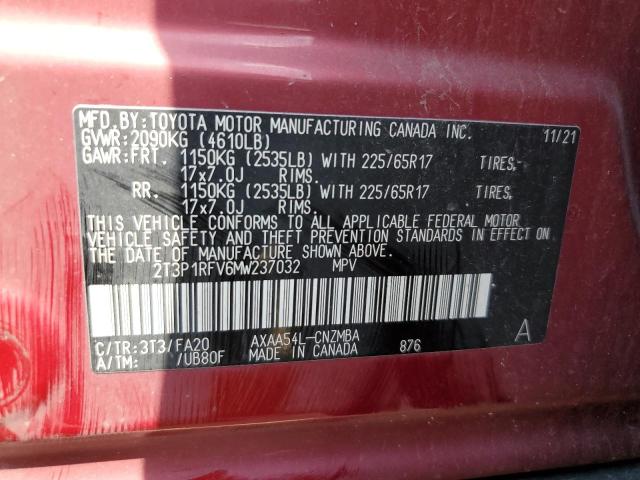 MFD.BY:TOYOTA MOTOR MANUFACTURING CANADA INC. 11/21
GVWR:2090KG (4610LB)
GAWR:FRT. 1150KG (2535LB) WITH 225/65R17 TIRES-
17x7.0J RIMS.
RR. 1150KG (2535LB) WITH 225/65R17 TIRES,
17x7.0J RIMS.
THIS VEHICLE CONFORMS TO ALL APPLICABLE FEDERAL MOTOR
VEHICLE SAFETY AND THEFT PREVENTION STANDARDS IN EFFECT ON
THE DATE OF MANUFACTURE SHOWN ABOVE.
2T3P1RFV6MW237032 MPV
C/TR:3T3/FA20 AXAA54L-CNZMBA A
A/TM: /UB80F MADE IN CANADA 876